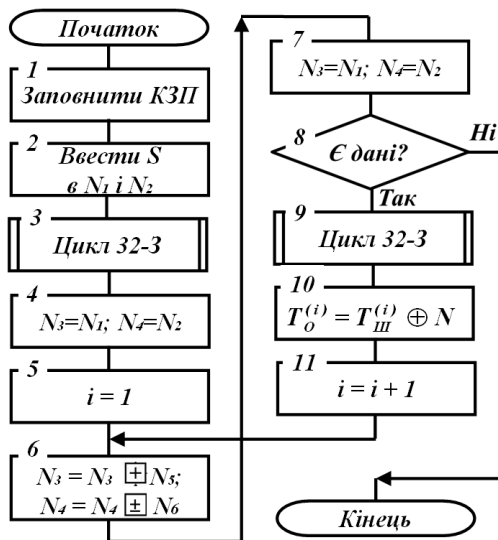 Початок
1
Заповнити КЗП
2
Ввести S
в N₁ і N₂
3
Цикл 32-З
4
N₃=N₁; N₄=N₂
5
i = 1
6
N₃ = N₃ ⊞ N₅;
N₄ = N₄ ± N₆
7
N₃=N₁; N₄=N₂
8
Є дані?
Ні
Так
9
Цикл 32-З
10
T_O^(i) = T_Ш^(i) ⊕ N
11
i = i + 1
Кінець